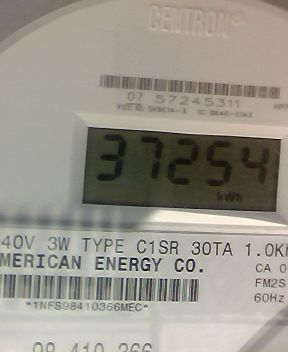 CENTRON®
07 57245311
37254
kWh
40V 3W TYPE C1SR 30TA 1.0K
MERICAN ENERGY CO.
CA 0
FM2S
60Hz
*1NFS98410366MEC*
98 410 366